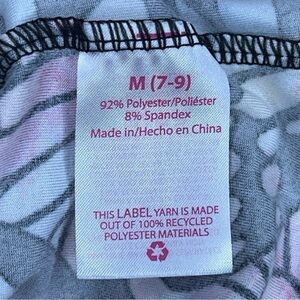 M (7-9)
92% Polyester/Poliéster
8% Spandex
Made in/Hecho en China
THIS LABEL YARN IS MADE
OUT OF 100% RECYCLED
POLYESTER MATERIALS